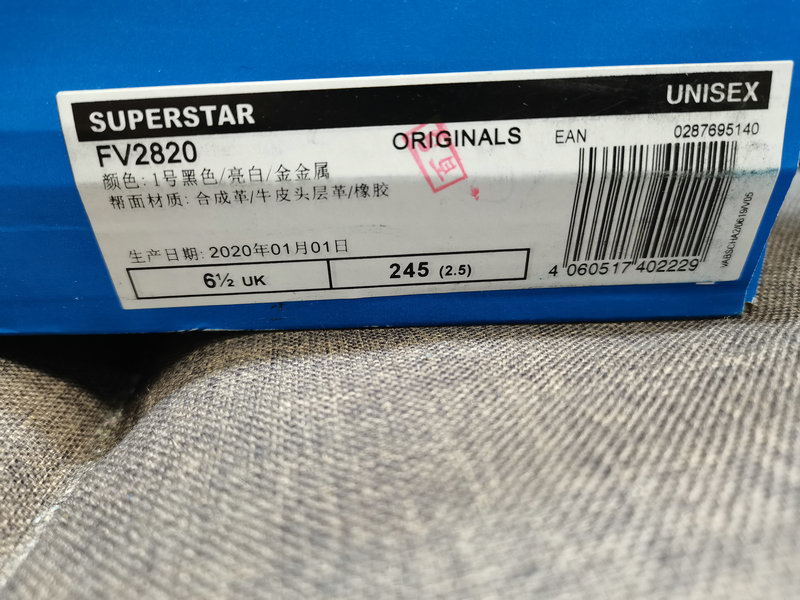 SUPERSTAR
UNISEX
FV2820
ORIGINALS
EAN
0287695140
颜色: 1号黑色/亮白/金金属
帮面材质: 合成革/牛皮头层革/橡胶
生产日期: 2020年01月01日
6½ UK
245 (2.5)
4 060517 402229